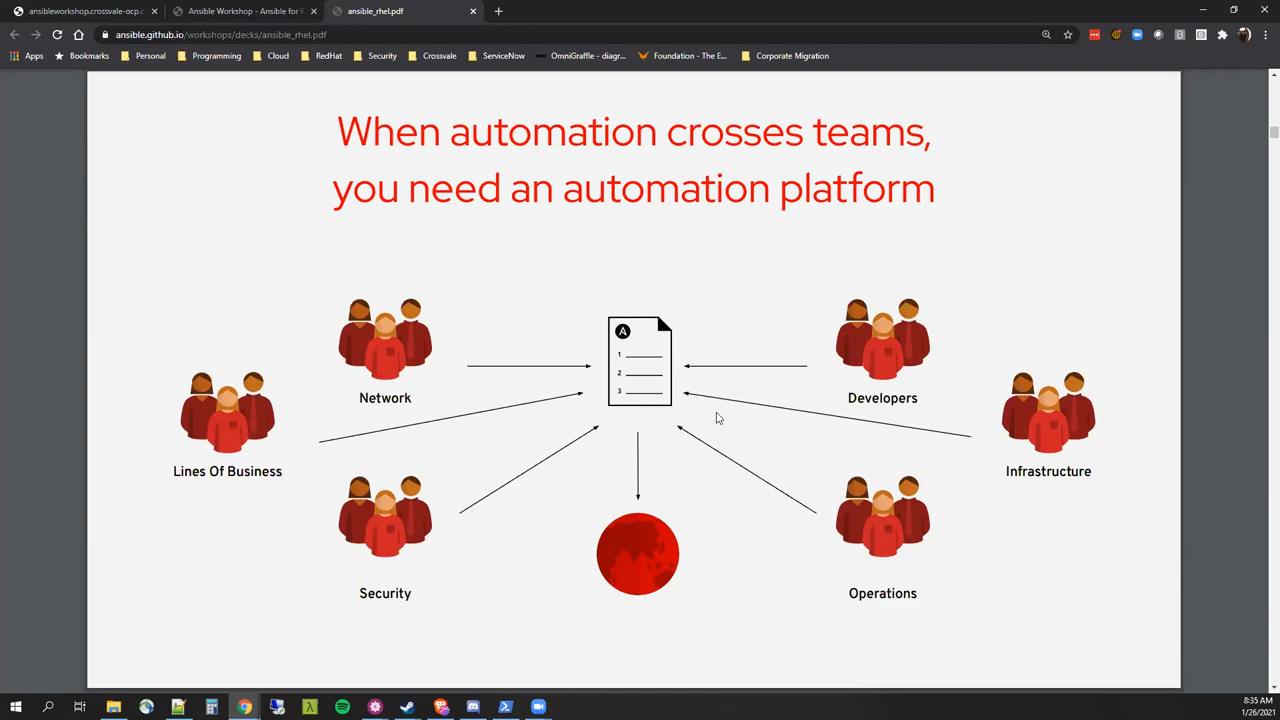 ansibleworkshop.crossvale-ocp.c
Ansible Workshop - Ansible for R
ansible_rhel.pdf
ansible.github.io/workshops/decks/ansible_rhel.pdf
Apps
Bookmarks
Personal
Programming
Cloud
RedHat
Security
Crossvale
ServiceNow
OmniGraffle - diagr...
Foundation - The E...
Corporate Migration
When automation crosses teams,
you need an automation platform
A
1
2
3
Network
Developers
Lines Of Business
Infrastructure
Security
Operations
8:35 AM
1/26/2021